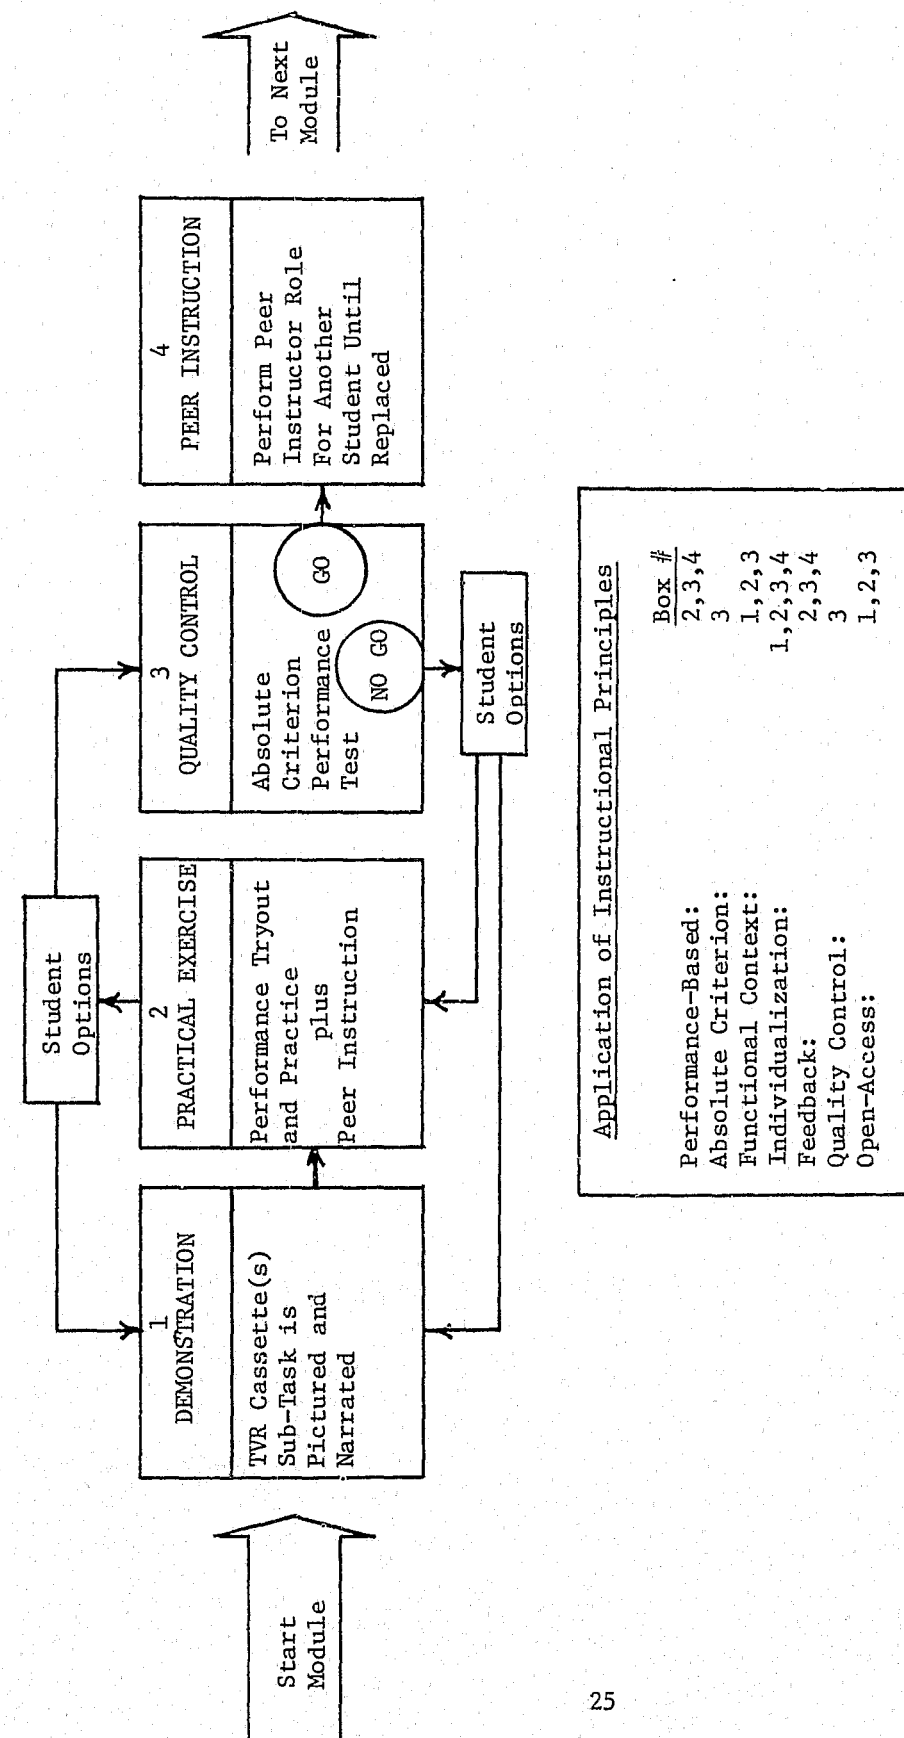 Student
Options
Start
Module
1
DEMONSTRATION
TVR Cassette(s)
Sub-Task is
Pictured and
Narrated
2
PRACTICAL EXERCISE
Performance Tryout
and Practice
plus
Peer Instruction
3
QUALITY CONTROL
Absolute
Criterion
Performance
Test
GO
NO GO
4
PEER INSTRUCTION
Perform Peer
Instructor Role
For Another
Student Until
Replaced
To Next
Module
Student
Options
Application of Instructional Principles
Box #
Performance-Based: 2,3,4
Absolute Criterion: 3
Functional Context: 1,2,3
Individualization: 1,2,3,4
Feedback: 2,3,4
Quality Control: 3
Open-Access: 1,2,3
25